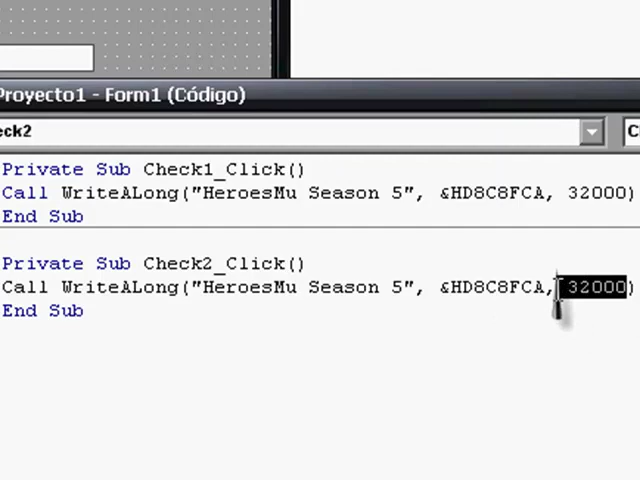 Proyecto1 - Form1 (Código)
eck2
C
Private Sub Check1_Click()
Call WriteALong("HeroesMu Season 5", &HD8C8FCA, 32000)
End Sub
Private Sub Check2_Click()
Call WriteALong("HeroesMu Season 5", &HD8C8FCA, 32000)
End Sub